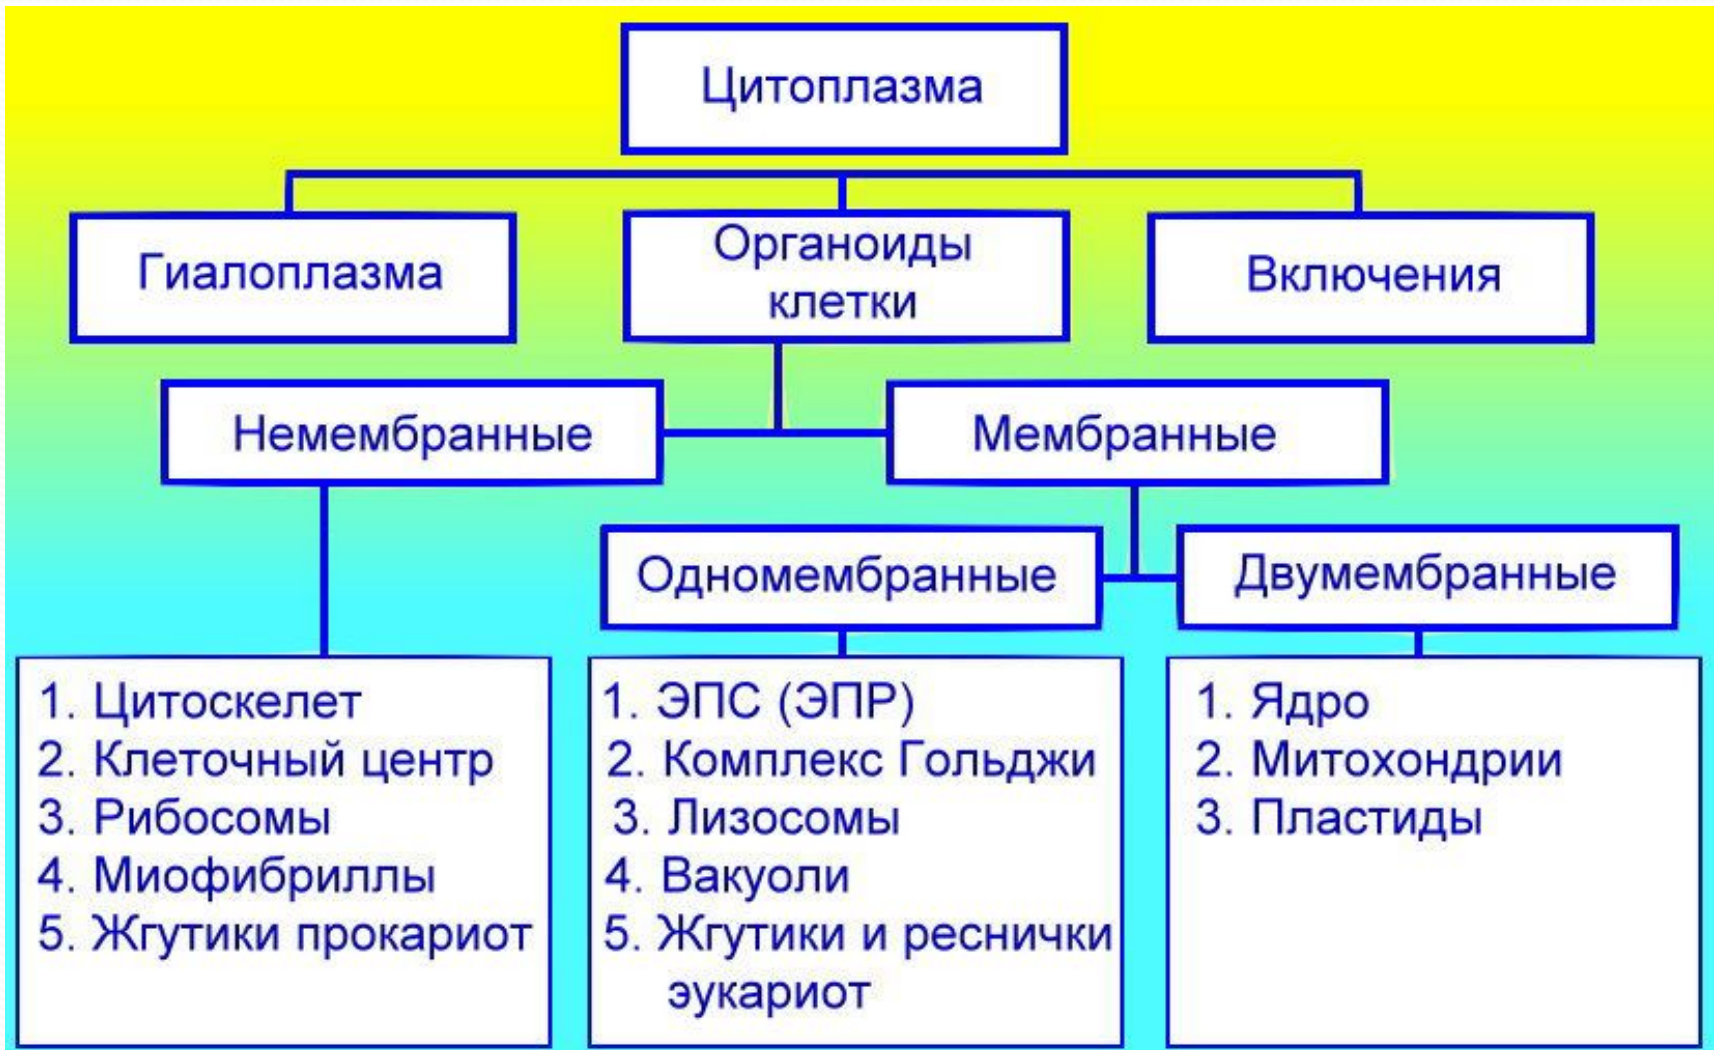 Цитоплазма
Гиалоплазма
Органоиды
клетки
Включения
Немембранные
Мембранные
Одномембранные
Двумембранные
1. Цитоскелет
2. Клеточный центр
3. Рибосомы
4. Миофибриллы
5. Жгутики прокариот
1. ЭПС (ЭПР)
2. Комплекс Гольджи
3. Лизосомы
4. Вакуоли
5. Жгутики и реснички
эукариот
1. Ядро
2. Митохондрии
3. Пластиды